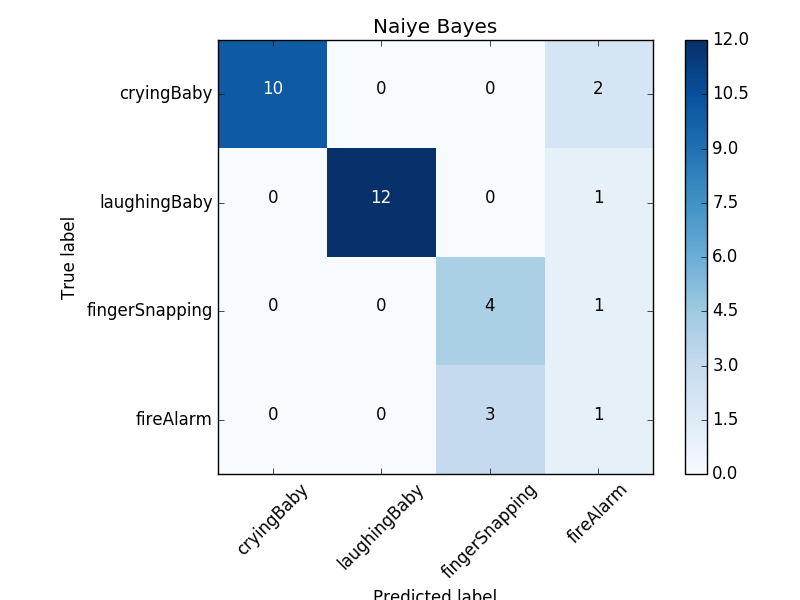 Naiye Bayes
cryingBaby 10 0 0 2
laughingBaby 0 12 0 1
fingerSnapping 0 0 4 1
fireAlarm 0 0 3 1
True label
cryingBaby laughingBaby fingerSnapping fireAlarm
Predicted label
12.0
10.5
9.0
7.5
6.0
4.5
3.0
1.5
0.0